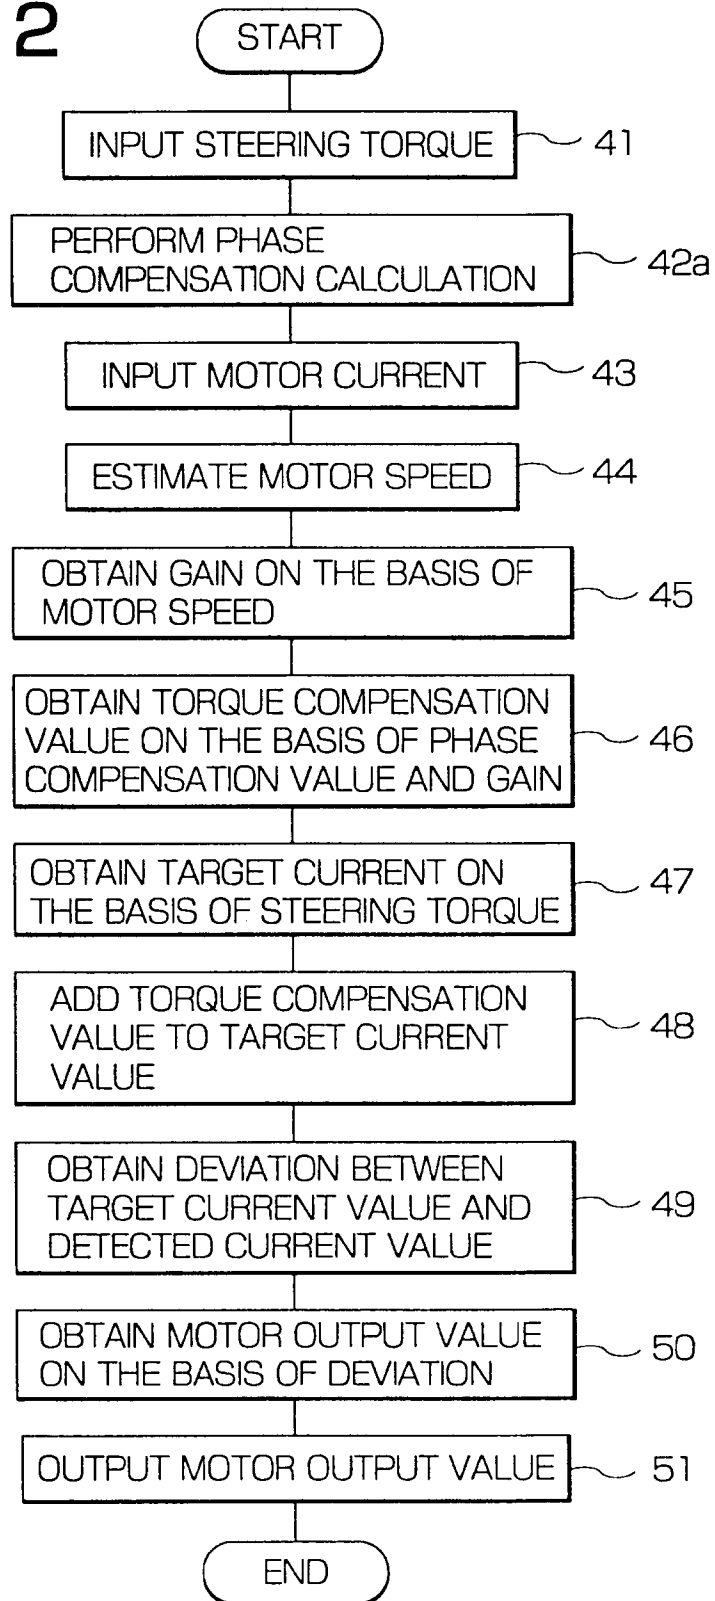 2
START
INPUT STEERING TORQUE
41
PERFORM PHASE
COMPENSATION CALCULATION
42a
INPUT MOTOR CURRENT
43
ESTIMATE MOTOR SPEED
44
OBTAIN GAIN ON THE BASIS OF
MOTOR SPEED
45
OBTAIN TORQUE COMPENSATION
VALUE ON THE BASIS OF PHASE
COMPENSATION VALUE AND GAIN
46
OBTAIN TARGET CURRENT ON
THE BASIS OF STEERING TORQUE
47
ADD TORQUE COMPENSATION
VALUE TO TARGET CURRENT
VALUE
48
OBTAIN DEVIATION BETWEEN
TARGET CURRENT VALUE AND
DETECTED CURRENT VALUE
49
OBTAIN MOTOR OUTPUT VALUE
ON THE BASIS OF DEVIATION
50
OUTPUT MOTOR OUTPUT VALUE
51
END